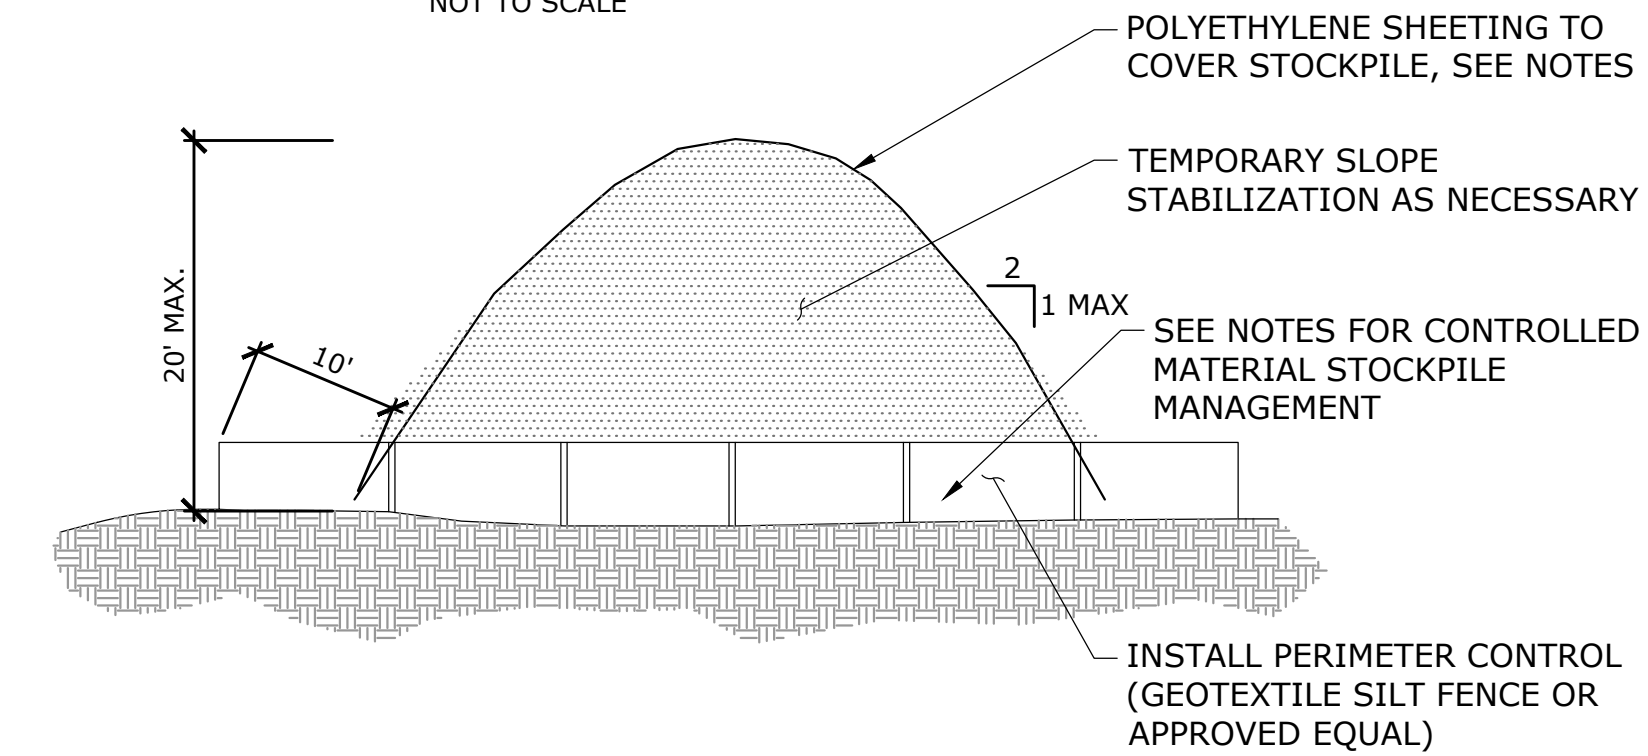 NOT TO SCALE
POLYETHYLENE SHEETING TO
COVER STOCKPILE, SEE NOTES
TEMPORARY SLOPE
STABILIZATION AS NECESSARY
2
1 MAX
20' MAX.
10'
SEE NOTES FOR CONTROLLED
MATERIAL STOCKPILE
MANAGEMENT
INSTALL PERIMETER CONTROL
(GEOTEXTILE SILT FENCE OR
APPROVED EQUAL)